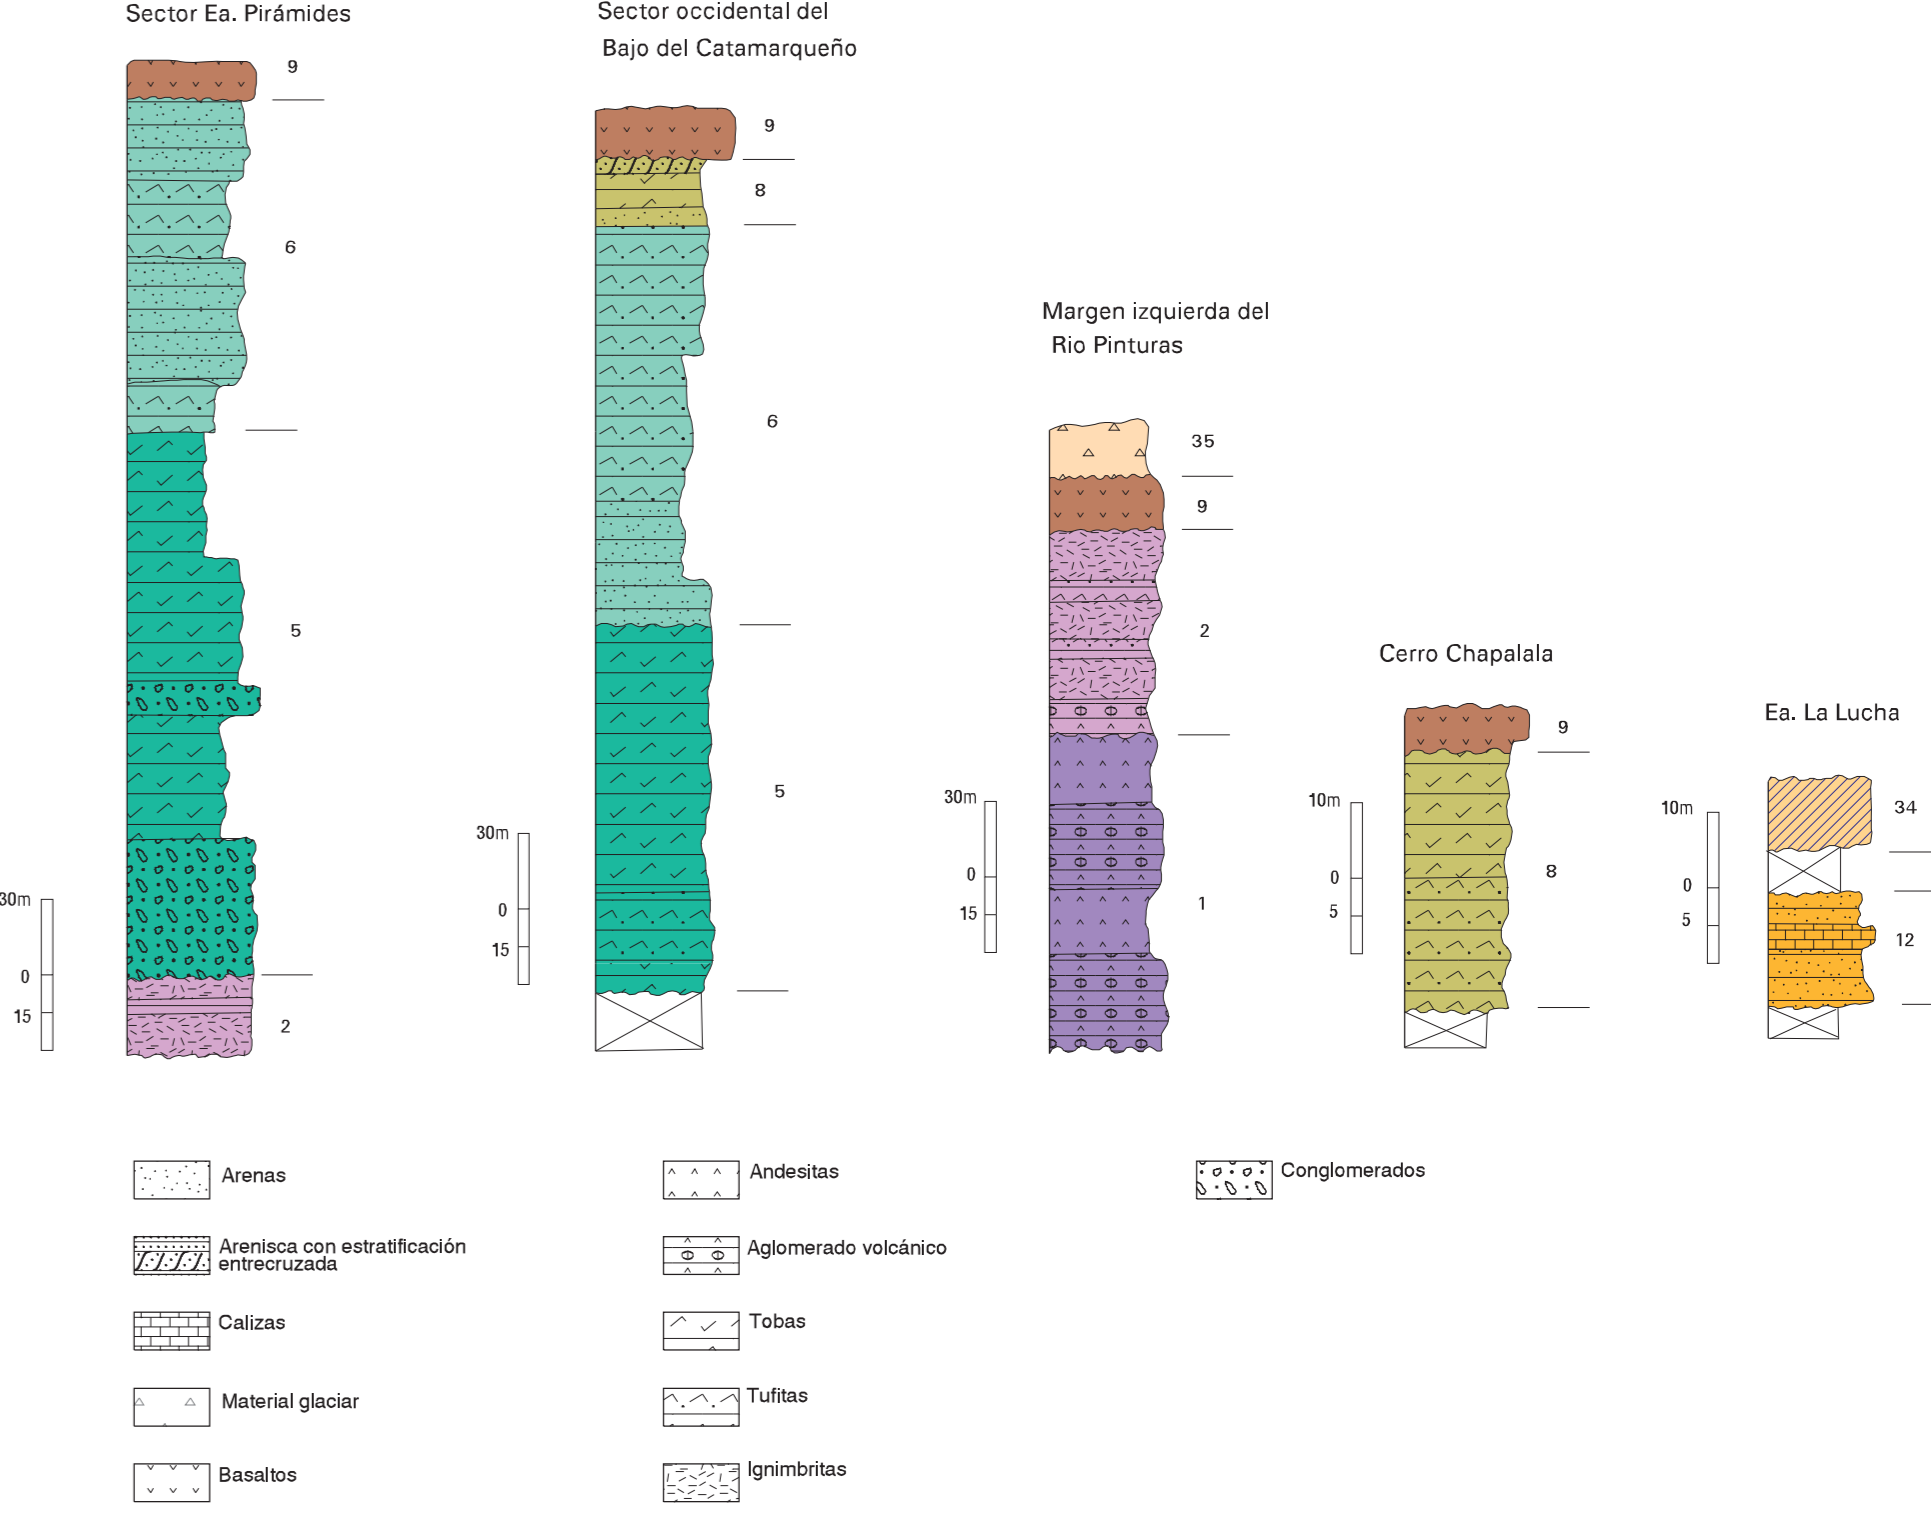 Sector Ea. Pirámides
9
6
5
2
30m
0
15
Sector occidental del
Bajo del Catamarqueño
9
8
6
5
30m
0
15
Margen izquierda del
Rio Pinturas
35
9
2
1
30m
0
15
Cerro Chapalala
9
8
10m
0
5
Ea. La Lucha
34
12
10m
0
5
Arenas
Arenisca con estratificación
entrecruzada
Calizas
Material glaciar
Basaltos
Andesitas
Aglomerado volcánico
Tobas
Tufitas
Ignimbritas
Conglomerados